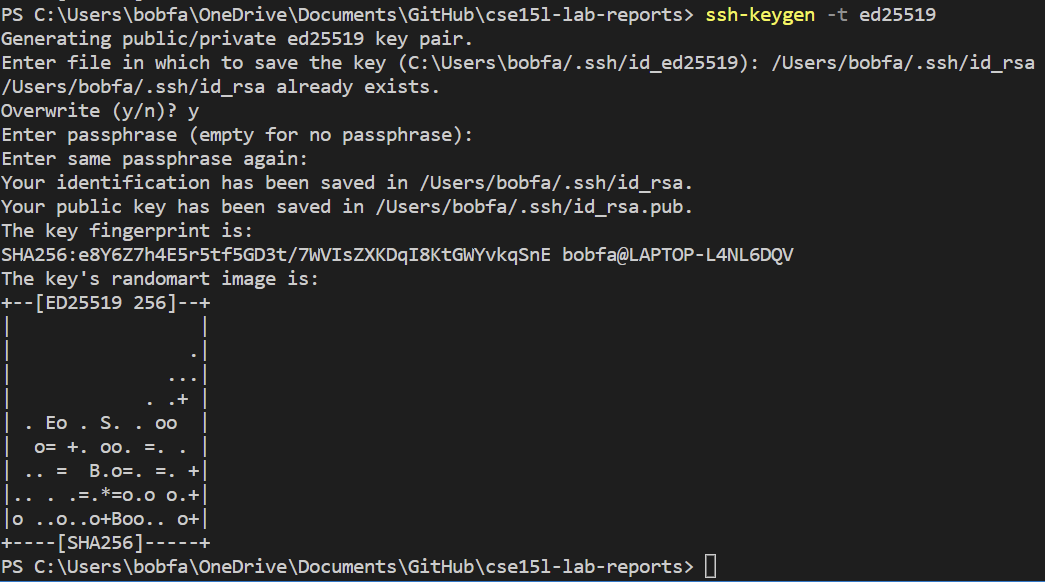 PS C:\Users\bobfa\OneDrive\Documents\GitHub\cse15l-lab-reports> ssh-keygen -t ed25519
Generating public/private ed25519 key pair.
Enter file in which to save the key (C:\Users\bobfa/.ssh/id_ed25519): /Users/bobfa/.ssh/id_rsa
/Users/bobfa/.ssh/id_rsa already exists.
Overwrite (y/n)? y
Enter passphrase (empty for no passphrase):
Enter same passphrase again:
Your identification has been saved in /Users/bobfa/.ssh/id_rsa.
Your public key has been saved in /Users/bobfa/.ssh/id_rsa.pub.
The key fingerprint is:
SHA256:e8Y6Z7h4E5r5tf5GD3t/7WVIsZXKDqI8KtGWYvkqSnE bobfa@LAPTOP-L4NL6DQV
The key's randomart image is:
+--[ED25519 256]--+
|                 |
|                .|
|              ...|
|            . .+ |
| . Eo . S. . oo  |
|  o= +. oo. =. . |
| .. =  B.o=. =. +|
|.. . .=.*=o.o o.+|
|o ..o..o+Boo.. o+|
+----[SHA256]-----+
PS C:\Users\bobfa\OneDrive\Documents\GitHub\cse15l-lab-reports>